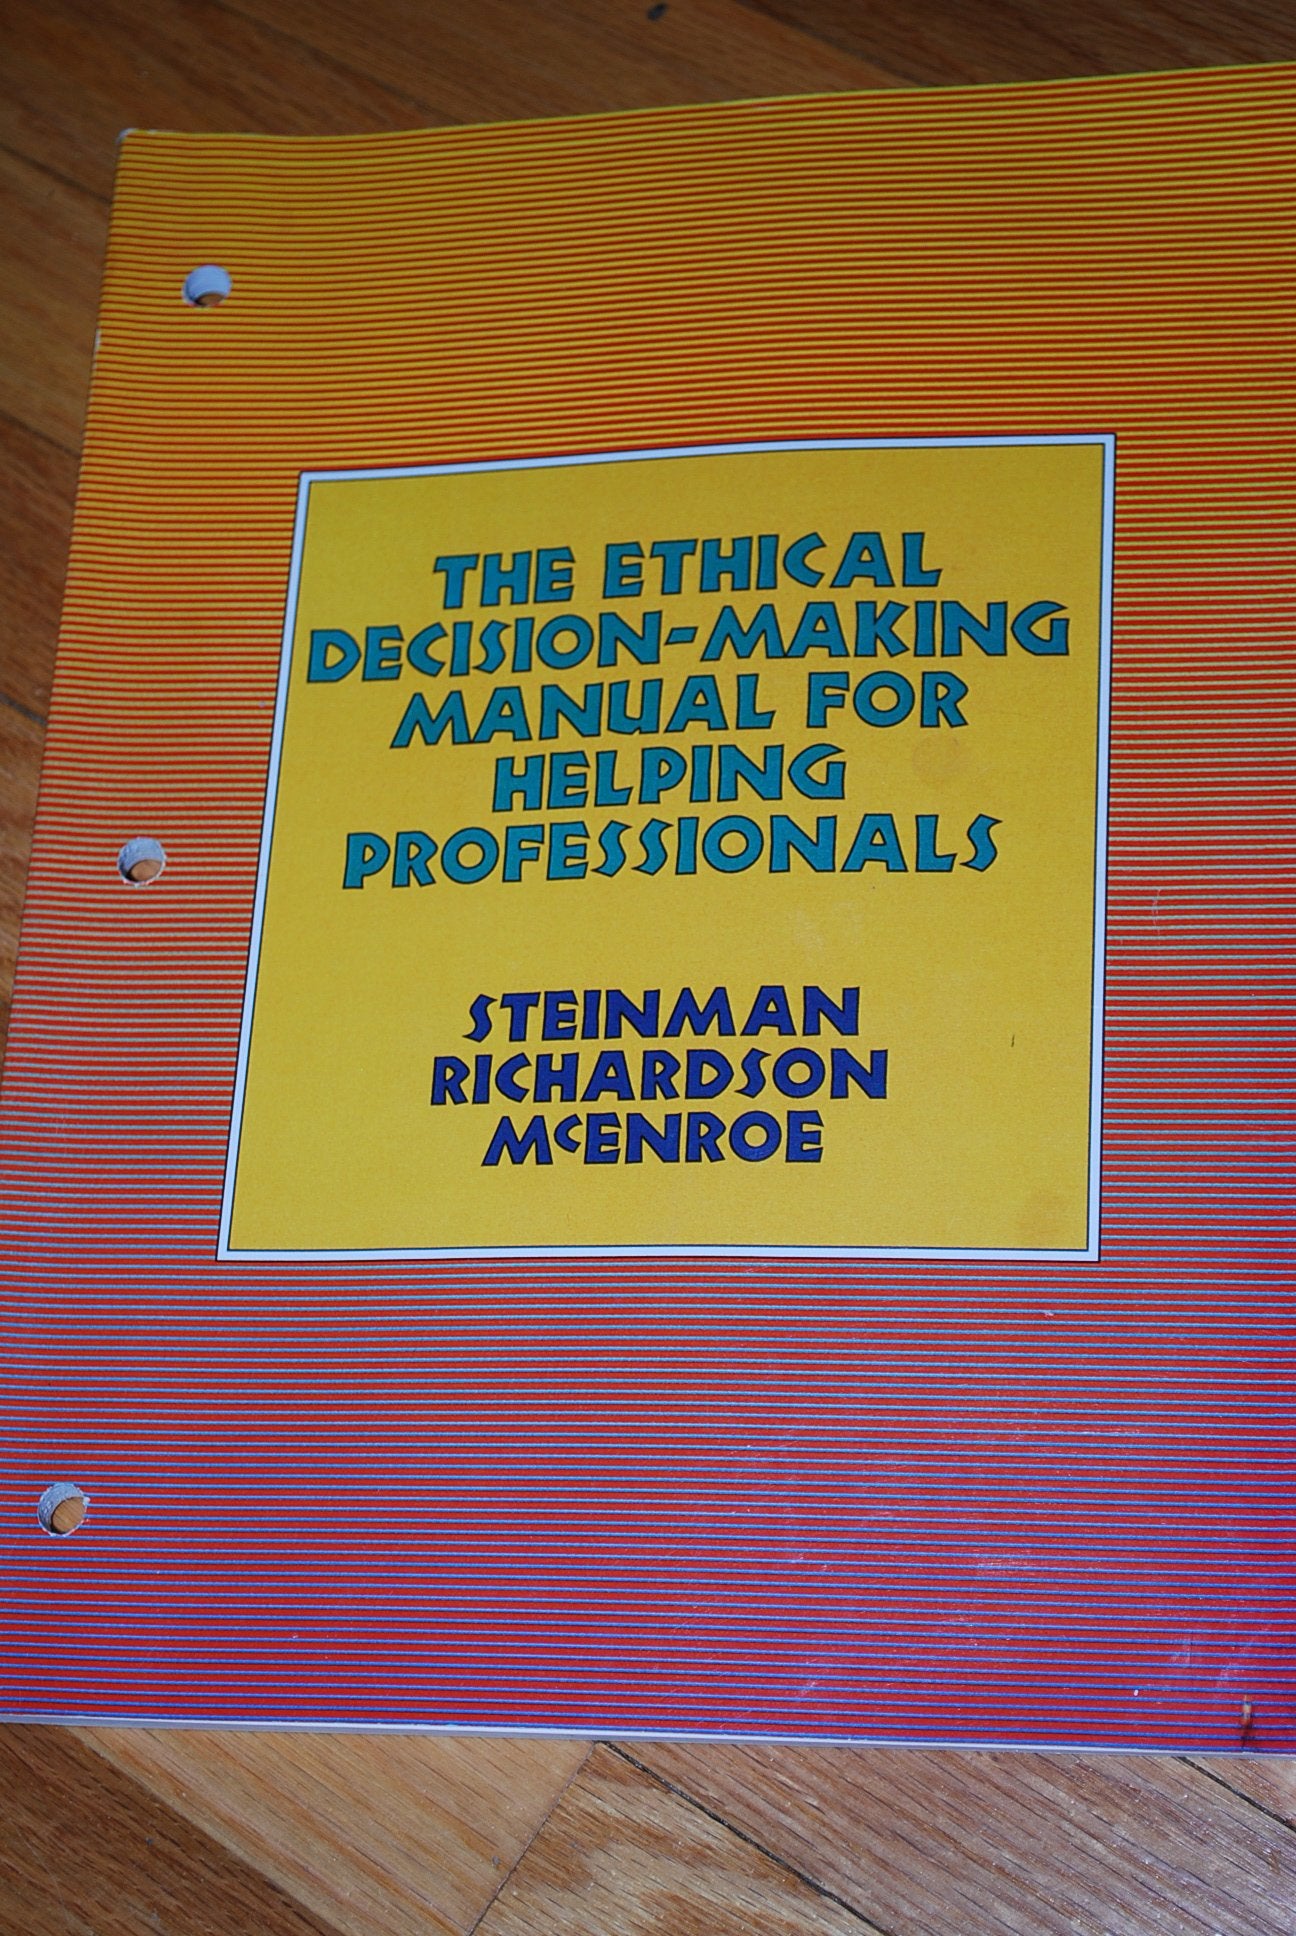 THE ETHICAL
DECISION-MAKING
MANUAL FOR
HELPING
PROFESSIONALS
STEINMAN
RICHARDSON
McENROE